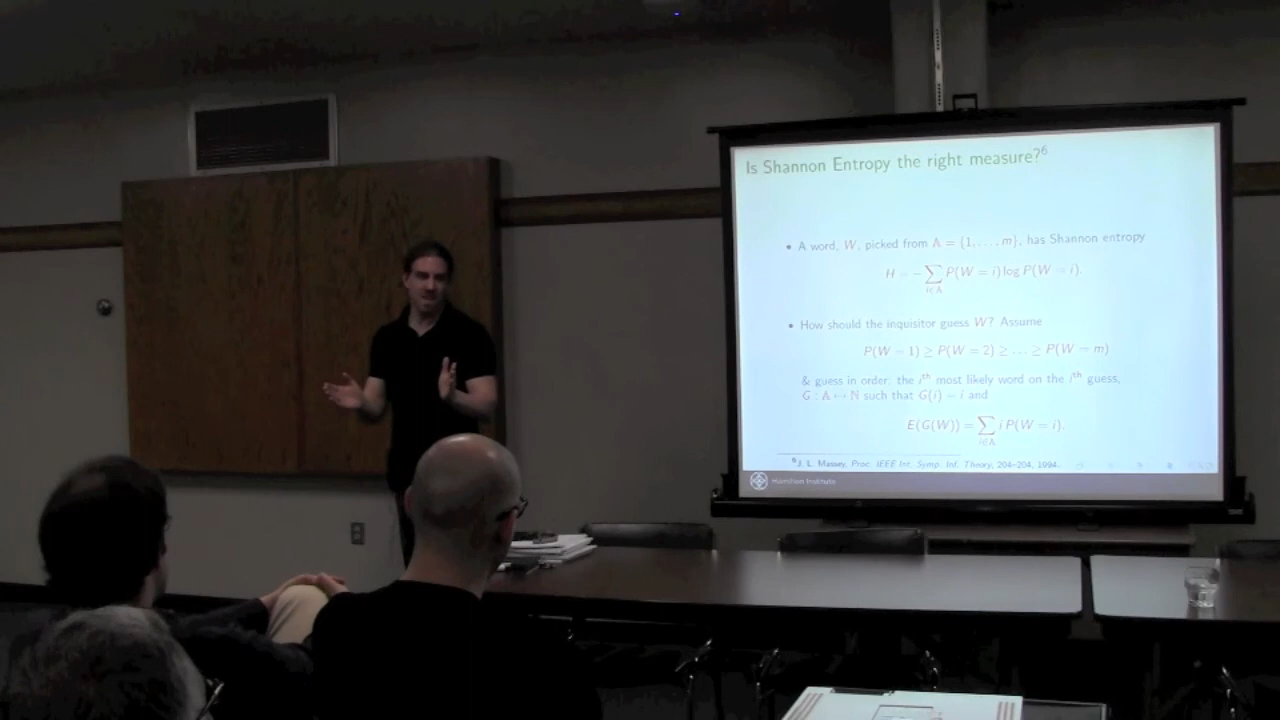 Is Shannon Entropy the right measure?⁶
• A word, W, picked from A = {1, . . . , m}, has Shannon entropy
H = −∑ P(W = i) log P(W = i).
i∈A
• How should the inquisitor guess W? Assume
P(W = 1) ≥ P(W = 2) ≥ . . . ≥ P(W = m)
& guess in order: the iᵗʰ most likely word on the iᵗʰ guess,
G : A ↦ ℕ such that G(i) = i and
E(G(W)) = ∑ i P(W = i).
i∈A
⁶J. L. Massey, Proc. IEEE Int. Symp. Inf. Theory, 204–204, 1994.
Hamilton Institute